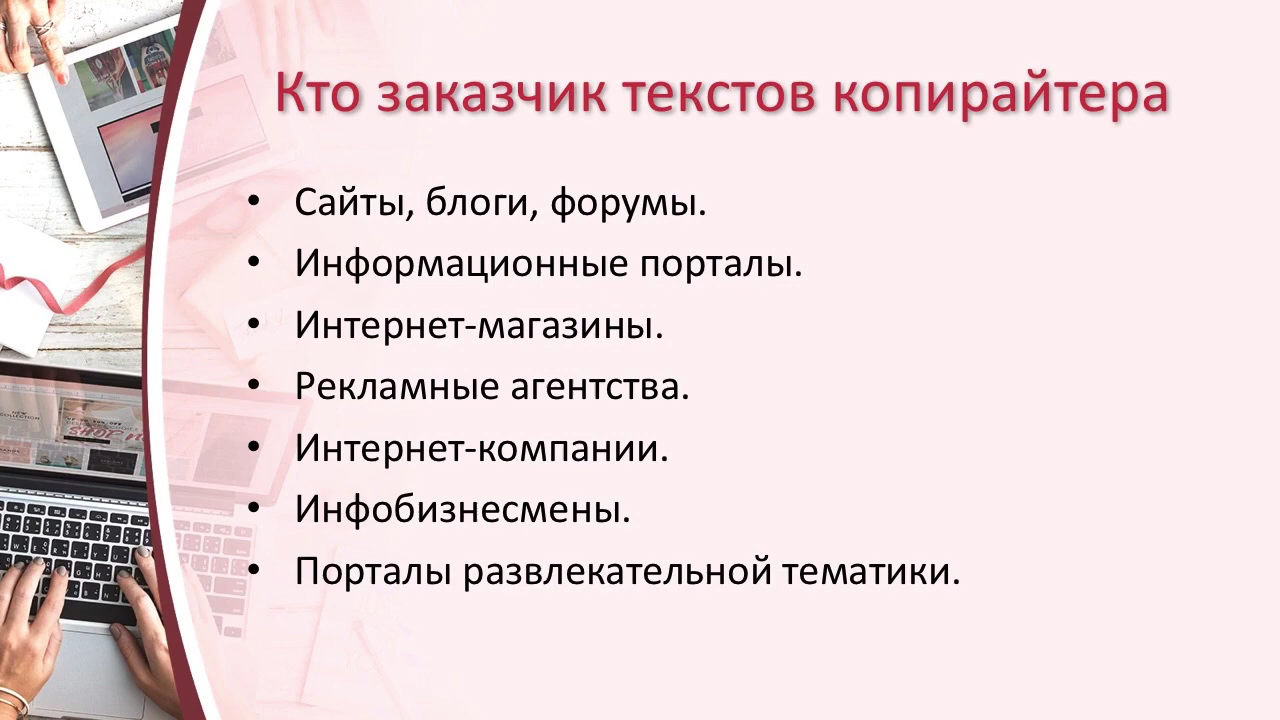 Кто заказчик текстов копирайтера
• Сайты, блоги, форумы.
• Информационные порталы.
• Интернет-магазины.
• Рекламные агентства.
• Интернет-компании.
• Инфобизнесмены.
• Порталы развлекательной тематики.